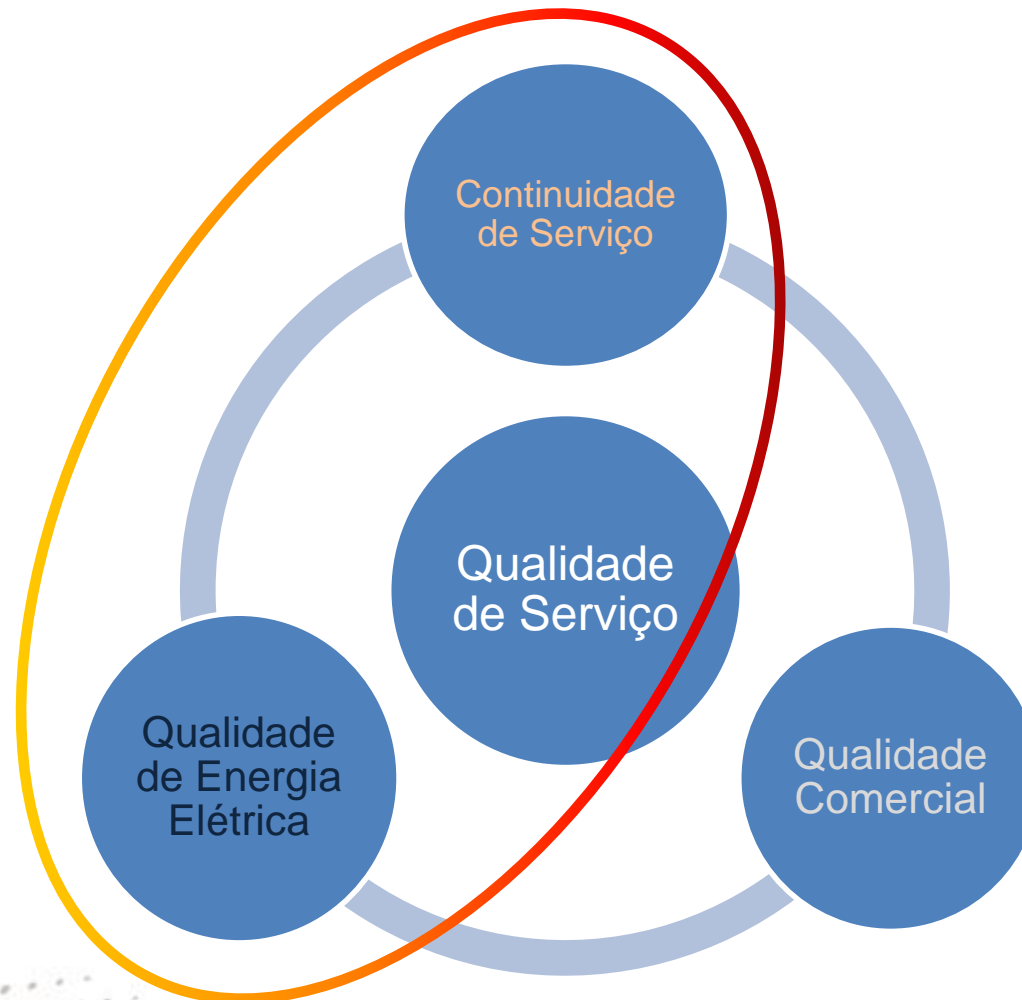 Continuidade
de Serviço
Qualidade
de Serviço
Qualidade
de Energia
Elétrica
Qualidade
Comercial